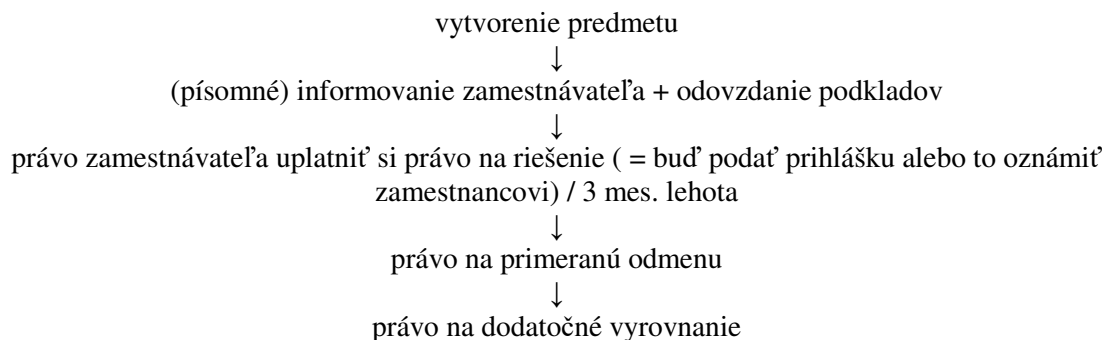 vytvorenie predmetu
↓
(písomné) informovanie zamestnávateľa + odovzdanie podkladov
↓
právo zamestnávateľa uplatniť si právo na riešenie ( = buď podať prihlášku alebo to oznámiť
zamestnancovi) / 3 mes. lehota
↓
právo na primeranú odmenu
↓
právo na dodatočné vyrovnanie